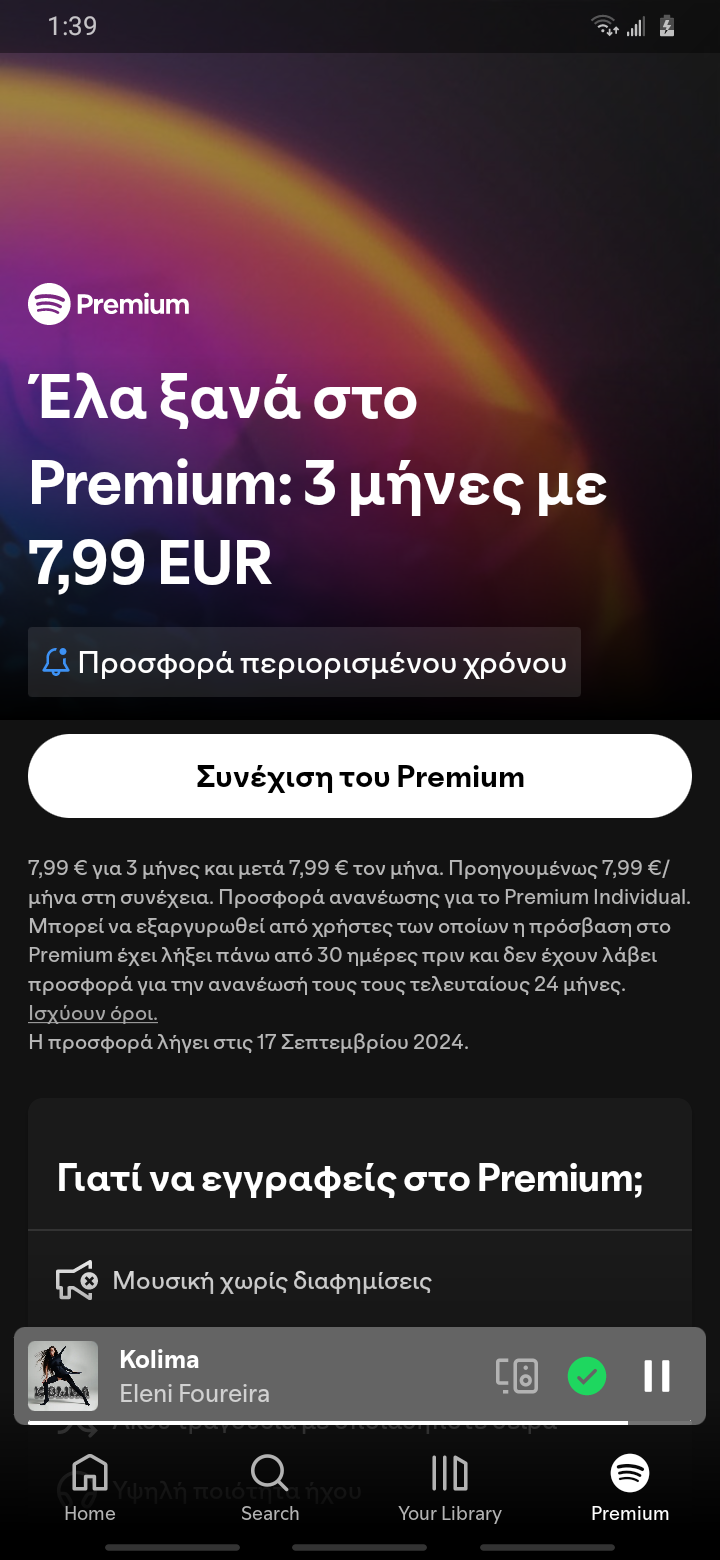 1:39
Premium
Έλα ξανά στο
Premium: 3 μήνες με
7,99 EUR
Προσφορά περιορισμένου χρόνου
Συνέχιση του Premium
7,99 € για 3 μήνες και μετά 7,99 € τον μήνα. Προηγουμένως 7,99 €/
μήνα στη συνέχεια. Προσφορά ανανέωσης για το Premium Individual.
Μπορεί να εξαργυρωθεί από χρήστες των οποίων η πρόσβαση στο
Premium έχει λήξει πάνω από 30 ημέρες πριν και δεν έχουν λάβει
προσφορά για την ανανέωσή τους τους τελευταίους 24 μήνες.
Ισχύουν όροι.
Η προσφορά λήγει στις 17 Σεπτεμβρίου 2024.
Γιατί να εγγραφείς στο Premium;
Μουσική χωρίς διαφημίσεις
KOLIMA
Kolima
Eleni Foureira
Υψηλή ποιότητα ήχου
Home
Search
Your Library
Premium